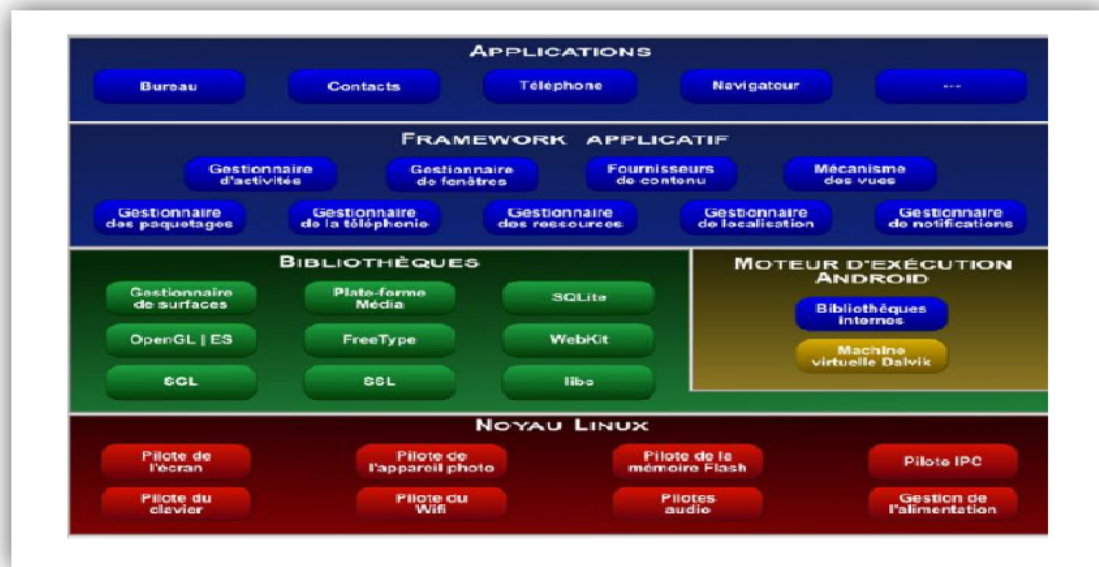 APPLICATIONS
Bureau
Contacts
Téléphone
Navigateur
---
FRAMEWORK APPLICATIF
Gestionnaire
d'activités
Gestionnaire
de fenêtres
Fournisseurs
de contenu
Mécanisme
des vues
Gestionnaire
des paquetages
Gestionnaire
de la téléphonie
Gestionnaire
des ressources
Gestionnaire
de localisation
Gestionnaire
de notifications
BIBLIOTHÈQUES
Gestionnaire
de surfaces
Plate-forme
Média
SQLite
OpenGL | ES
FreeType
WebKit
SGL
SSL
libc
MOTEUR D'EXÉCUTION
ANDROID
Bibliothèques
internes
Machine
virtuelle Dalvik
NOYAU LINUX
Pilote de
l'écran
Pilote de
l'appareil photo
Pilote de la
mémoire Flash
Pilote IPC
Pilote du
clavier
Pilote du
Wifi
Pilotes
audio
Gestion de
l'alimentation